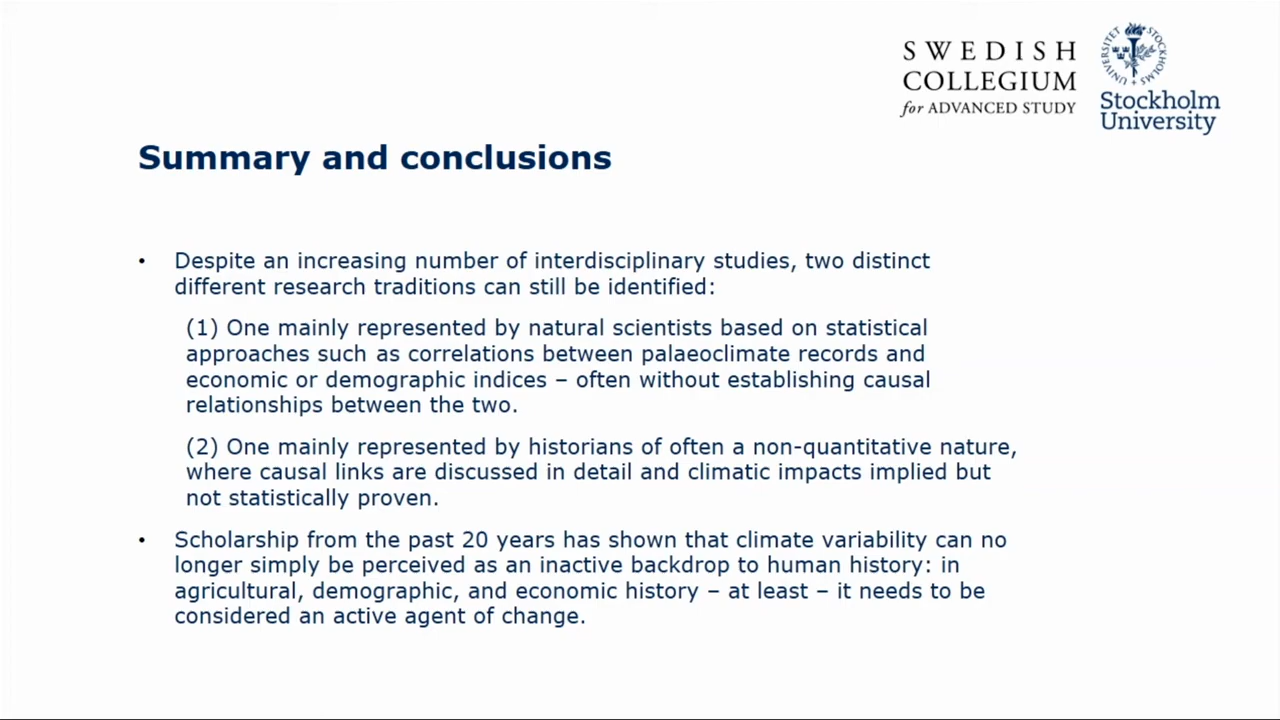 SWEDISH
COLLEGIUM
for ADVANCED STUDY
Stockholm
University
Summary and conclusions
• Despite an increasing number of interdisciplinary studies, two distinct
different research traditions can still be identified:
(1) One mainly represented by natural scientists based on statistical
approaches such as correlations between palaeoclimate records and
economic or demographic indices – often without establishing causal
relationships between the two.
(2) One mainly represented by historians of often a non-quantitative nature,
where causal links are discussed in detail and climatic impacts implied but
not statistically proven.
• Scholarship from the past 20 years has shown that climate variability can no
longer simply be perceived as an inactive backdrop to human history: in
agricultural, demographic, and economic history – at least – it needs to be
considered an active agent of change.